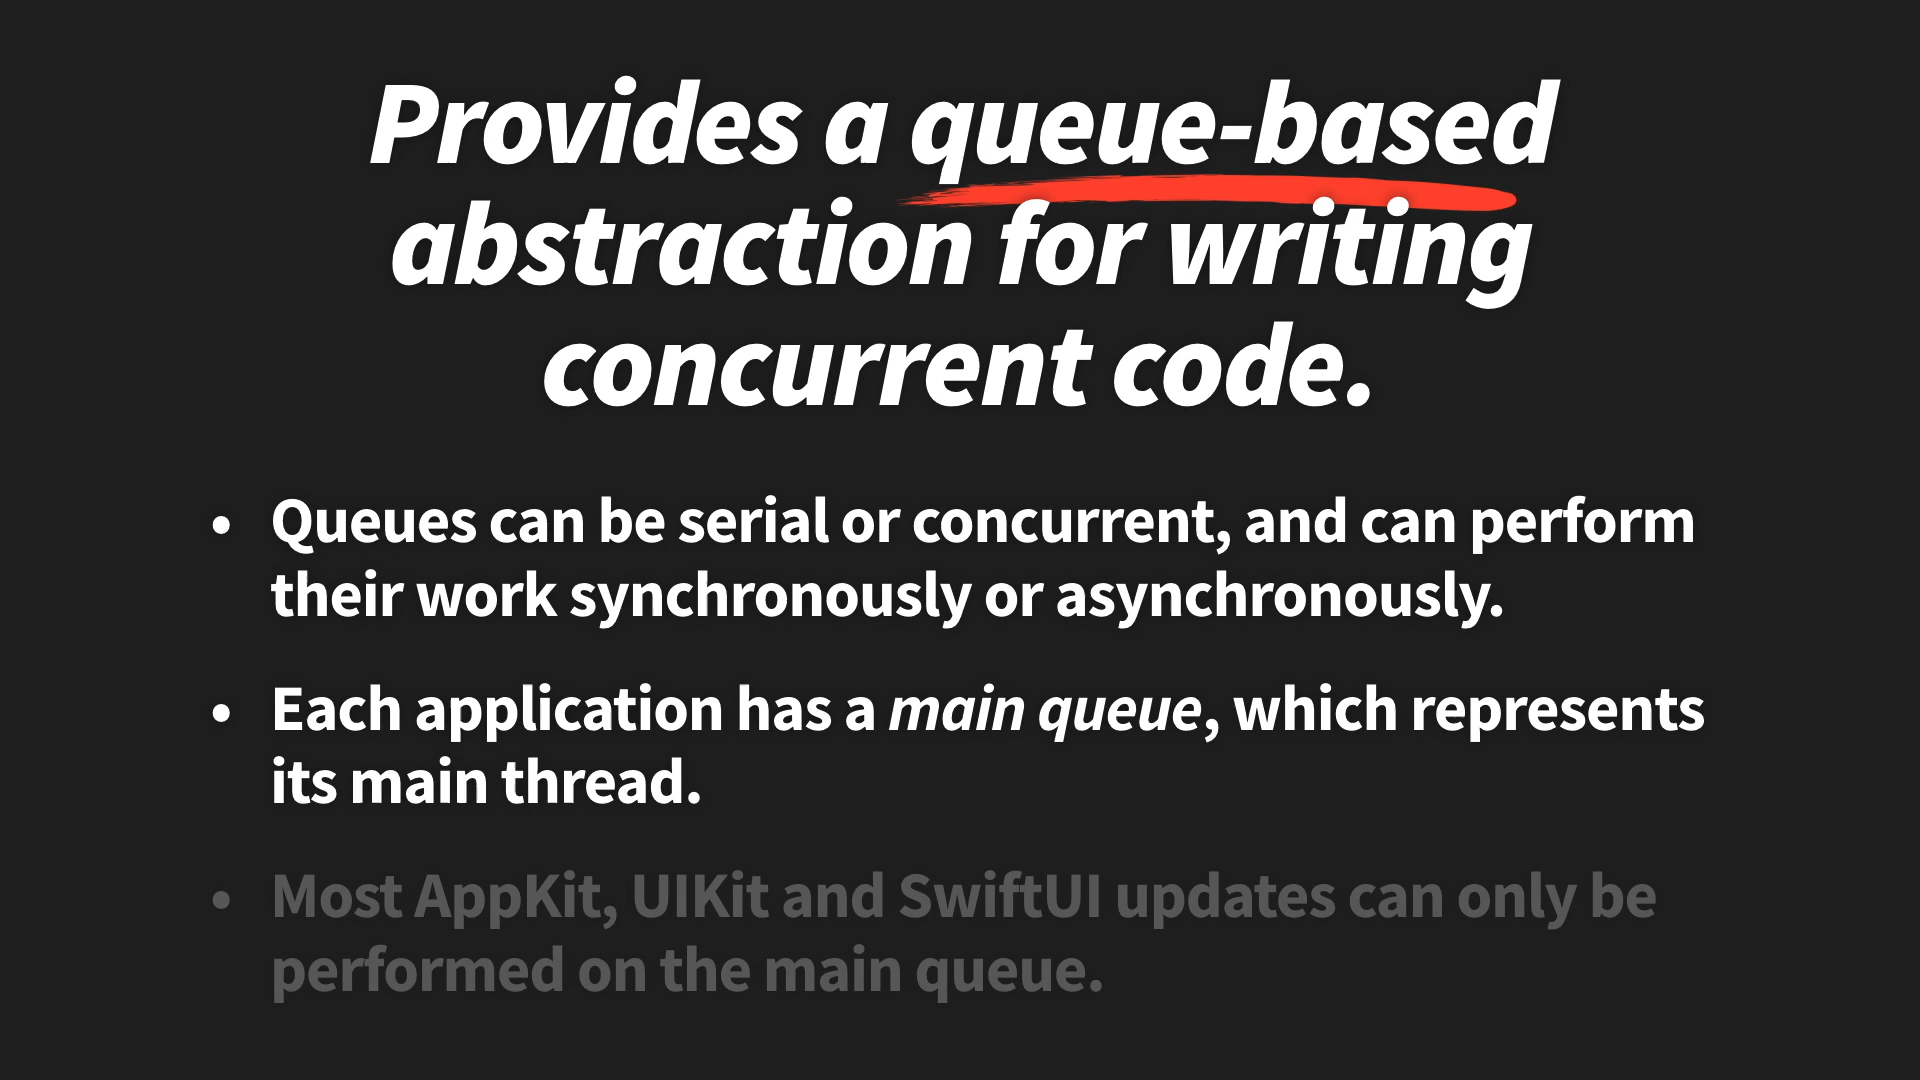 Provides a queue-based
abstraction for writing
concurrent code.
• Queues can be serial or concurrent, and can perform
their work synchronously or asynchronously.
• Each application has a main queue, which represents
its main thread.
• Most AppKit, UIKit and SwiftUI updates can only be
performed on the main queue.